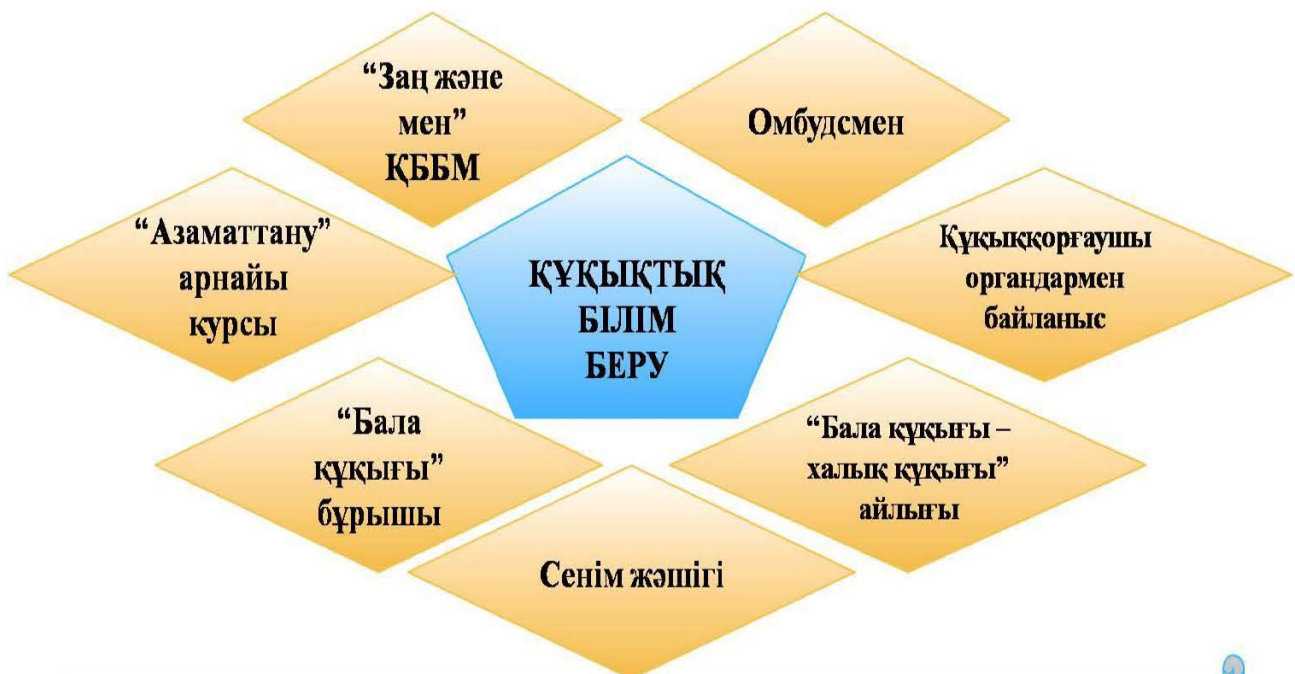 “Заң және
мен”
ҚББМ
Омбудсмен
“Азаматтану”
арнайы
курсы
ҚҰҚЫҚТЫҚ
БІЛІМ
БЕРУ
Құқыққорғаушы
органдармен
байланыс
“Бала
құқығы”
бұрышы
“Бала құқығы –
халық құқығы”
айлығы
Сенім жәшігі